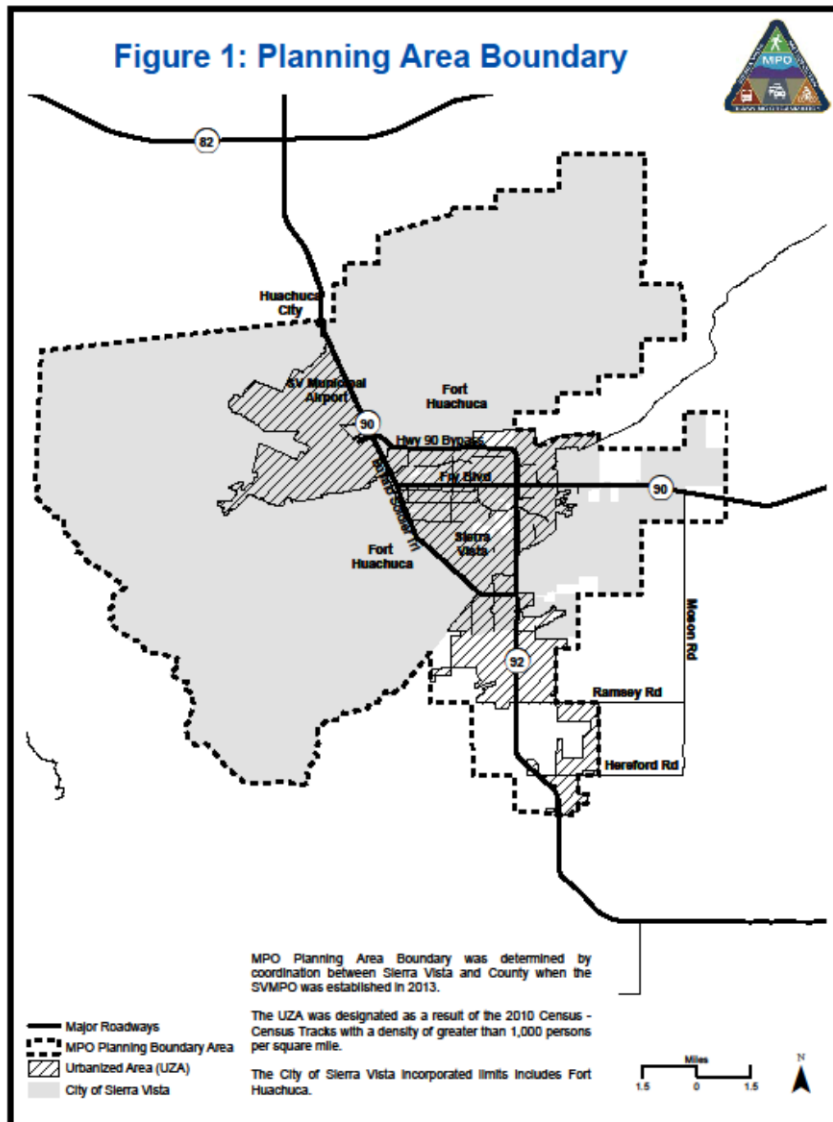 Figure 1: Planning Area Boundary
MPO
82
Huachuca
City
SV Municipal
Airport
Fort
Huachuca
90
Hwy 90 Bypass
Fry Blvd
90
Buffalo Soldier Trl
Sierra
Vista
Fort
Huachuca
Moson Rd
92
Ramsey Rd
Hereford Rd
MPO Planning Area Boundary was determined by
coordination between Sierra Vista and County when the
SVMPO was established in 2013.
The UZA was designated as a result of the 2010 Census -
Census Tracks with a density of greater than 1,000 persons
per square mile.
The City of Sierra Vista incorporated limits includes Fort
Huachuca.
Major Roadways
MPO Planning Boundary Area
Urbanized Area (UZA)
City of Sierra Vista
Miles
1.5 0 1.5
N